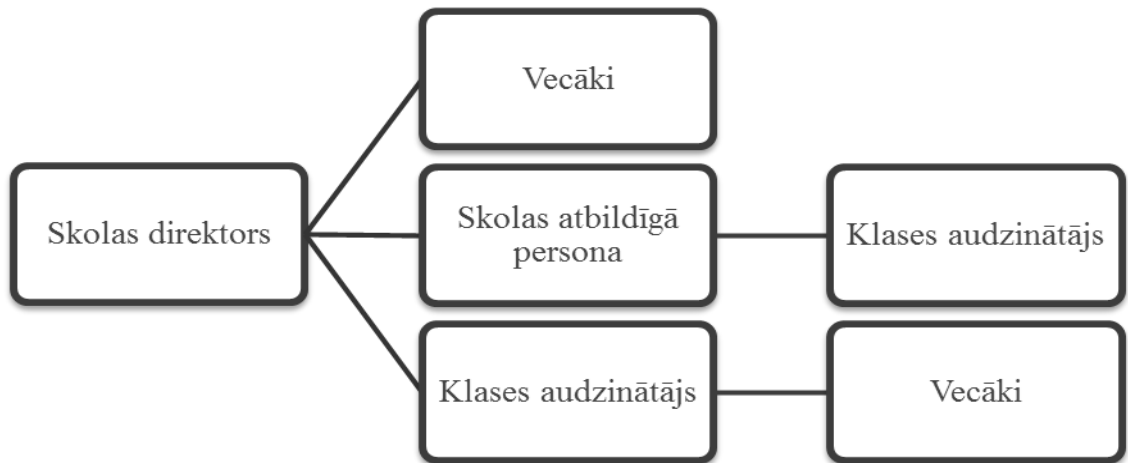 Vecāki
Skolas direktors
Skolas atbildīgā
persona
Klases audzinātājs
Klases audzinātājs
Vecāki